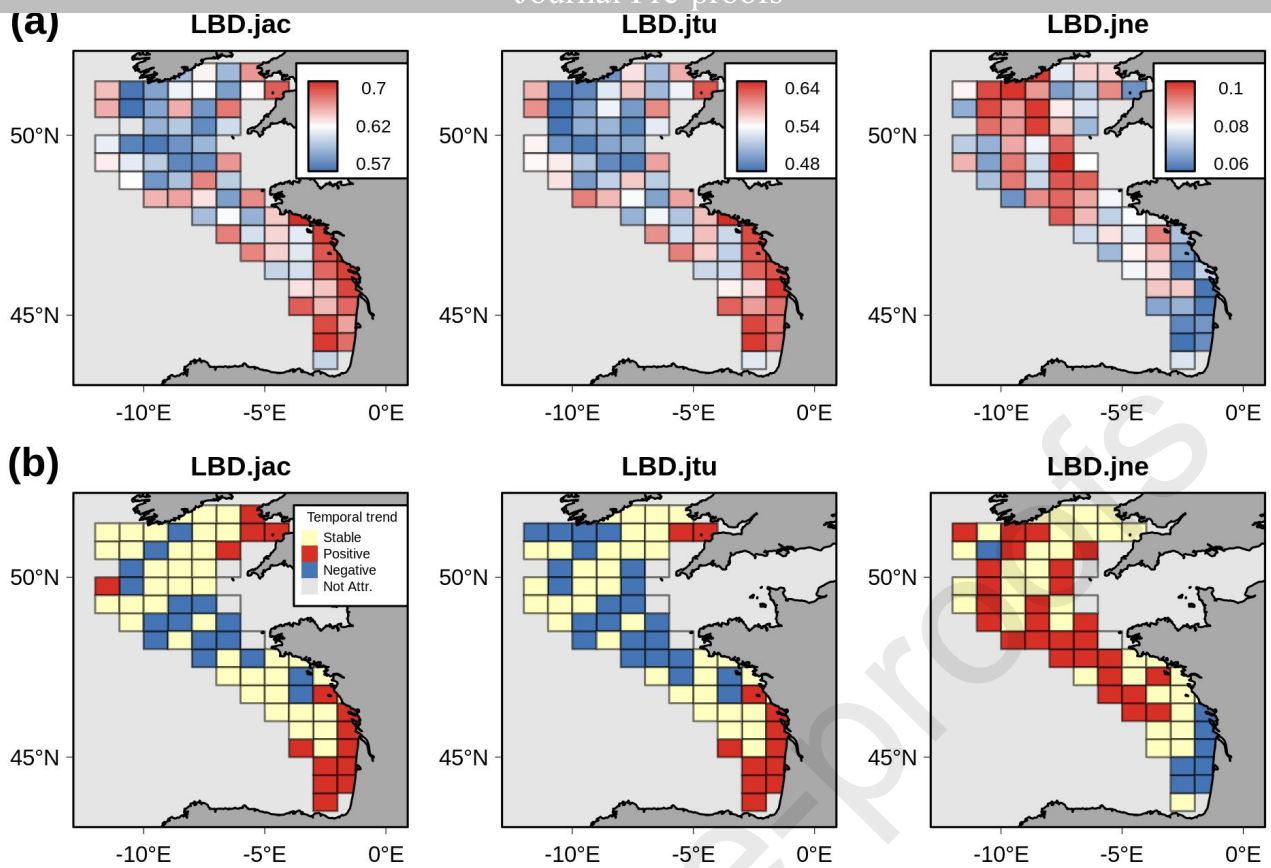 Journal Pre-proofs
(a) LBD.jac LBD.jtu LBD.jne
0.7 0.64 0.1
50°N 0.62 50°N 0.54 50°N 0.08
0.57 0.48 0.06
45°N 45°N 45°N
-10°E -5°E 0°E -10°E -5°E 0°E -10°E -5°E 0°E
(b) LBD.jac LBD.jtu LBD.jne
Temporal trend
Stable
Positive
50°N Negative 50°N 50°N
Not Attr.
45°N 45°N 45°N
-10°E -5°E 0°E -10°E -5°E 0°E -10°E -5°E 0°E
e-proofs